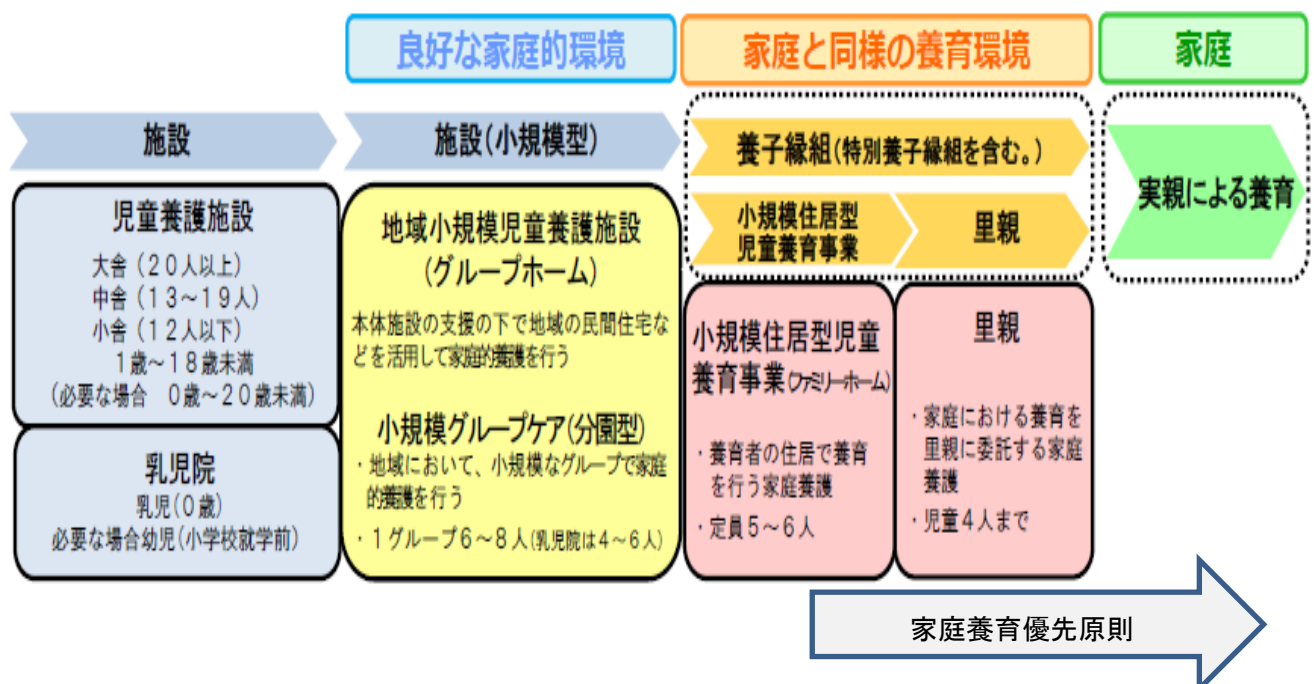 良好な家庭的環境
家庭と同様の養育環境
家庭
施設
施設(小規模型)
養子縁組(特別養子縁組を含む。)
小規模住居型
児童養育事業
里親
実親による養育
児童養護施設
大舎（２０人以上）
中舎（１３～１９人）
小舎（１２人以下）
１歳～１８歳未満
(必要な場合　０歳～２０歳未満)
乳児院
乳児(０歳)
必要な場合幼児(小学校就学前)
地域小規模児童養護施設
(グループホーム)
本体施設の支援の下で地域の民間住宅な
どを活用して家庭的養護を行う
小規模グループケア(分園型)
・地域において、小規模なグループで家庭
的養護を行う
・１グループ６～８人(乳児院は４～６人)
小規模住居型児童
養育事業(ファミリーホーム)
・養育者の住居で養育
を行う家庭養護
・定員５～６人
里親
・家庭における養育を
里親に委託する家庭
養護
・児童４人まで
家庭養育優先原則